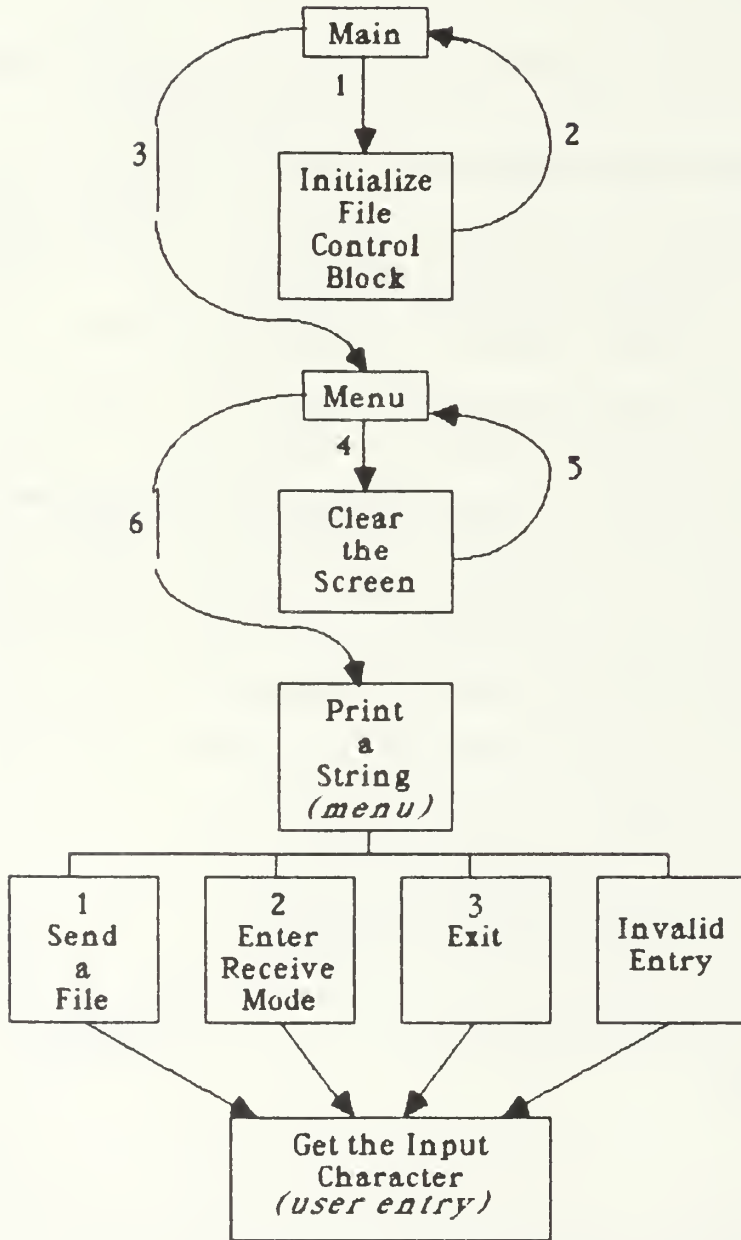 Main
1
2
3
Initialize
File
Control
Block
Menu
4
5
6
Clear
the
Screen
Print
a
String
(menu)
1
Send
a
File
2
Enter
Receive
Mode
3
Exit
Invalid
Entry
Get the Input
Character
(user entry)